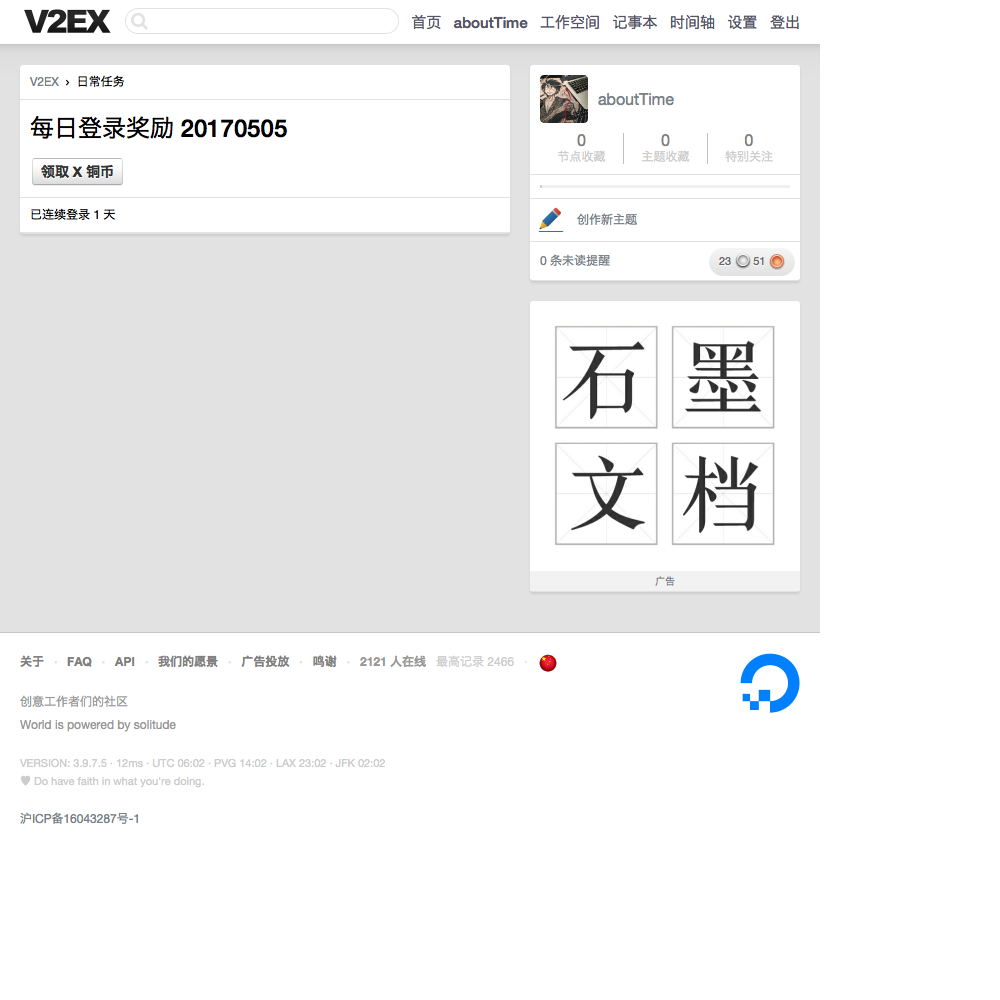 V2EX
首页 aboutTime 工作空间 记事本 时间轴 设置 登出
V2EX › 日常任务
每日登录奖励 20170505
领取 X 铜币
已连续登录 1 天
aboutTime
0 0 0
节点收藏 主题收藏 特别关注
创作新主题
0 条未读提醒 23 51
石墨
文档
广告
关于 · FAQ · API · 我们的愿景 · 广告投放 · 鸣谢 · 2121 人在线 最高记录 2466 ·
创意工作者们的社区
World is powered by solitude
VERSION: 3.9.7.5 · 12ms · UTC 06:02 · PVG 14:02 · LAX 23:02 · JFK 02:02
♥ Do have faith in what you're doing.
沪ICP备16043287号-1